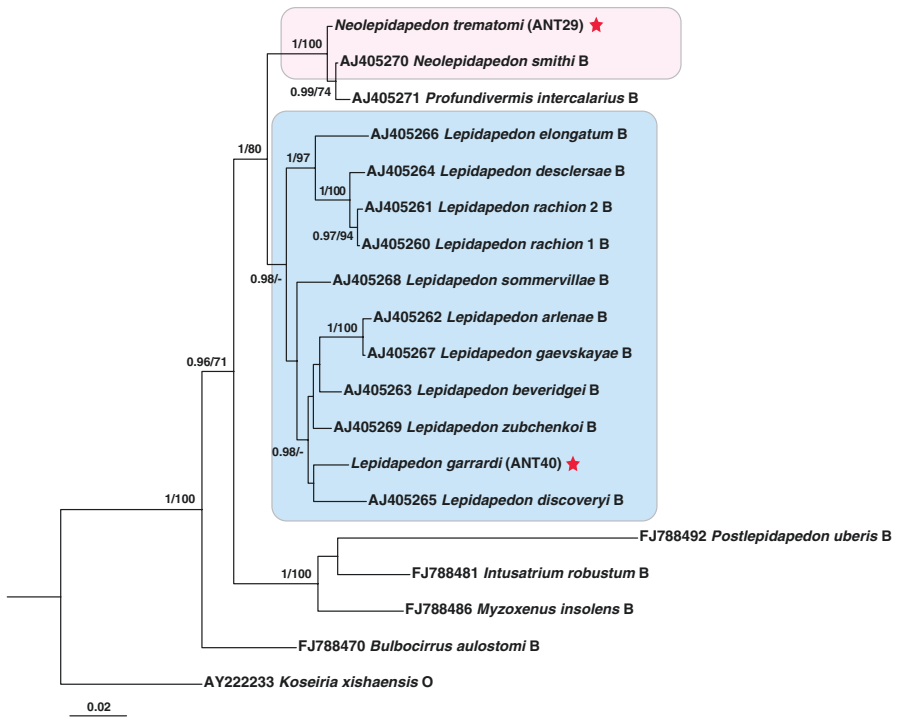 Neolepidapedon trematomi (ANT29)
1/100
AJ405270 Neolepidapedon smithi B
0.99/74
AJ405271 Profundivermis intercalarius B
AJ405266 Lepidapedon elongatum B
1/80
1/97
AJ405264 Lepidapedon desclersae B
1/100
AJ405261 Lepidapedon rachion 2 B
0.97/94
AJ405260 Lepidapedon rachion 1 B
0.98/-
AJ405268 Lepidapedon sommervillae B
AJ405262 Lepidapedon arlenae B
1/100
AJ405267 Lepidapedon gaevskayae B
0.96/71
AJ405263 Lepidapedon beveridgei B
AJ405269 Lepidapedon zubchenkoi B
0.98/-
Lepidapedon garrardi (ANT40)
1/100
AJ405265 Lepidapedon discoveryi B
FJ788492 Postlepidapedon uberis B
1/100
FJ788481 Intusatrium robustum B
FJ788486 Myzoxenus insolens B
FJ788470 Bulbocirrus aulostomi B
AY222233 Koseiria xishaensis O
0.02